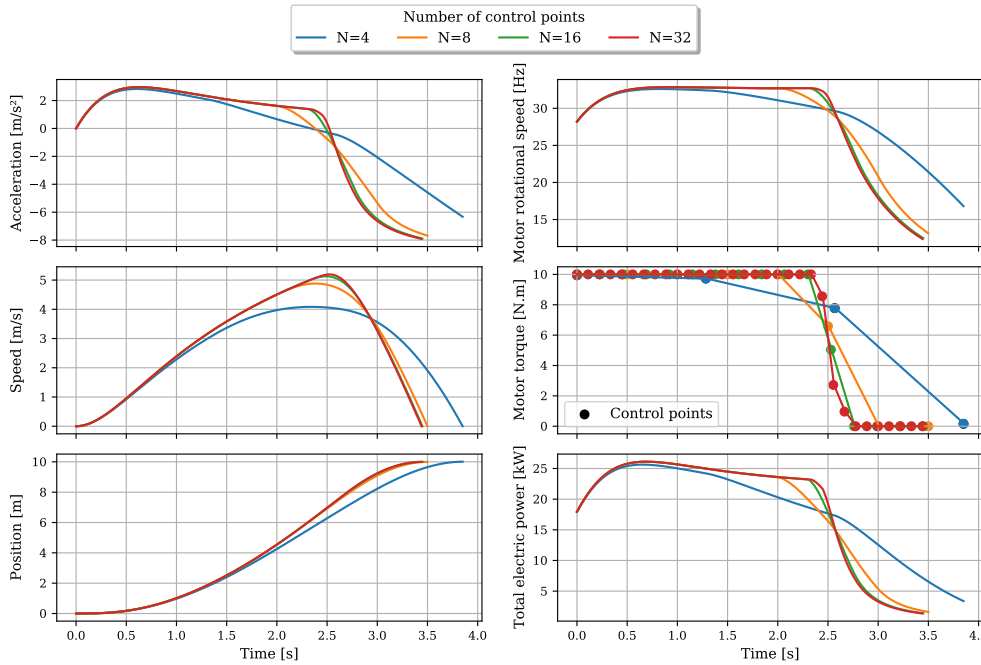 Number of control points
N=4 N=8 N=16 N=32
Acceleration [m/s²]
2
0
−2
−4
−6
−8
Motor rotational speed [Hz]
30
25
20
15
Speed [m/s]
5
4
3
2
1
0
Motor torque [N.m]
10
8
6
4
2
0
Control points
Position [m]
10
8
6
4
2
0
0.0 0.5 1.0 1.5 2.0 2.5 3.0 3.5 4.0
Time [s]
Total electric power [kW]
25
20
15
10
5
0.0 0.5 1.0 1.5 2.0 2.5 3.0 3.5 4.
Time [s]